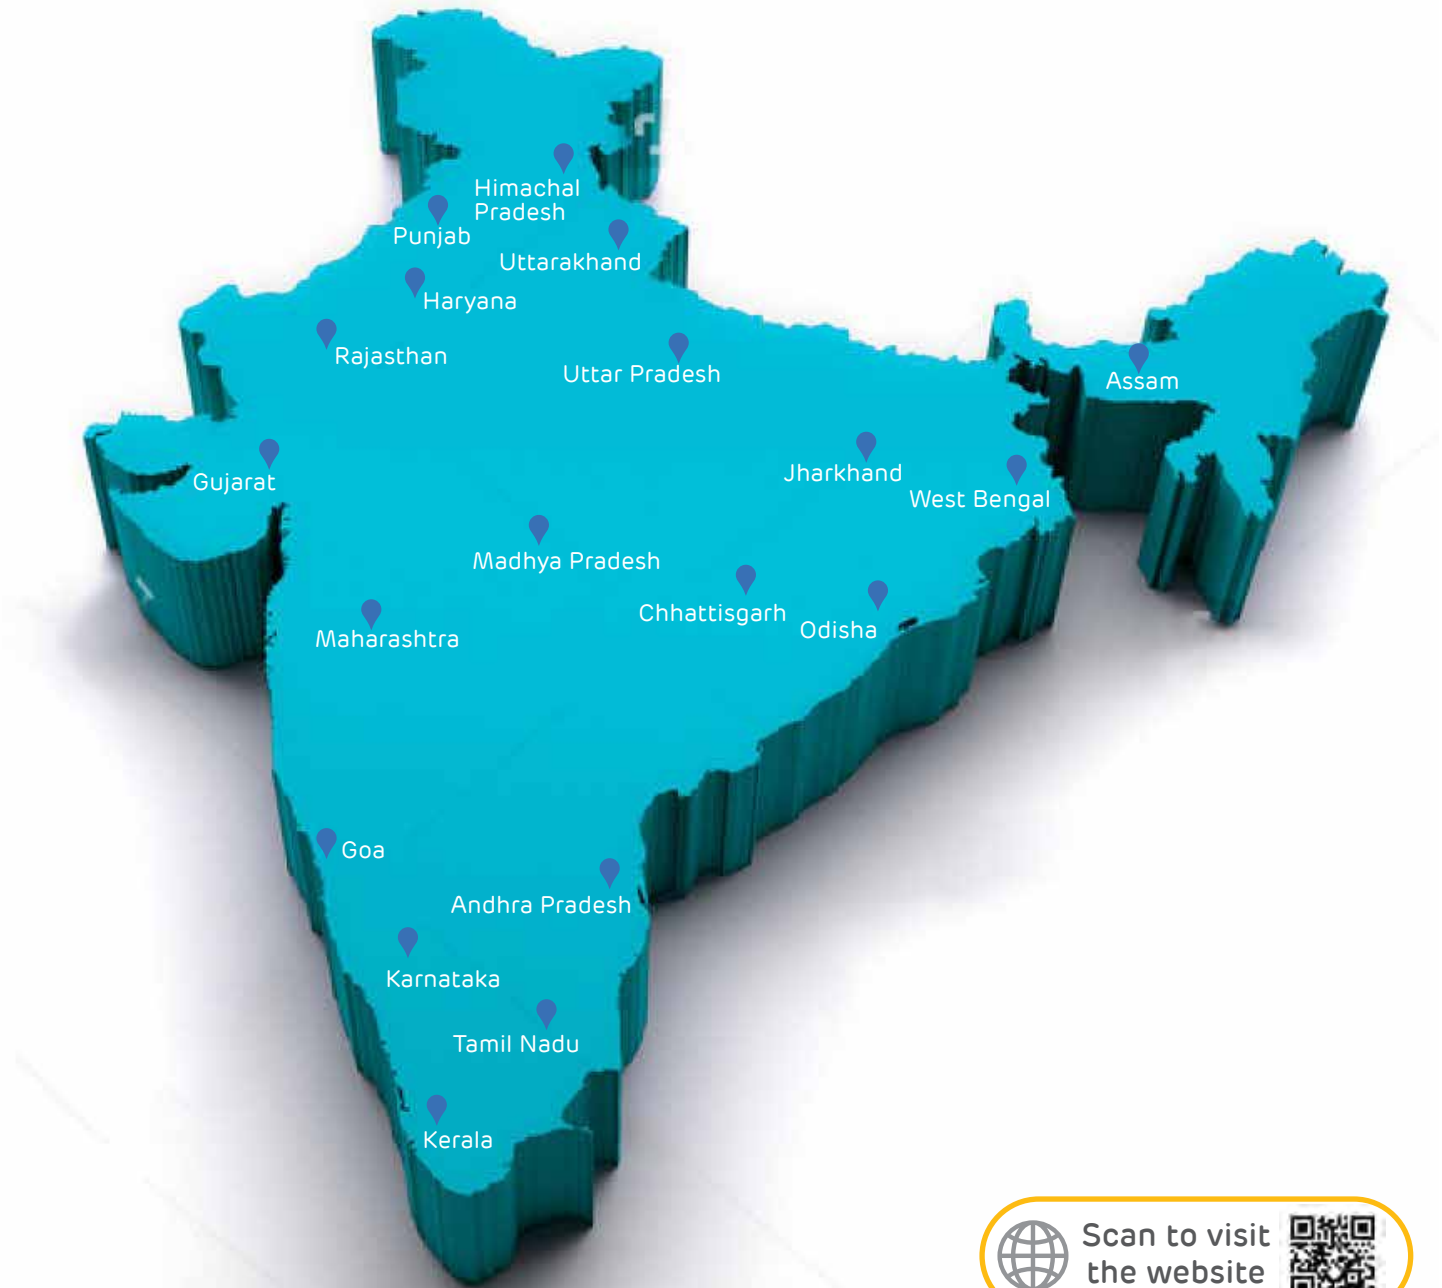 Himachal
Pradesh
Punjab
Uttarakhand
Haryana
Rajasthan
Uttar Pradesh
Assam
Gujarat
Jharkhand
West Bengal
Madhya Pradesh
Chhattisgarh
Odisha
Maharashtra
Goa
Andhra Pradesh
Karnataka
Tamil Nadu
Kerala
Scan to visit
the website